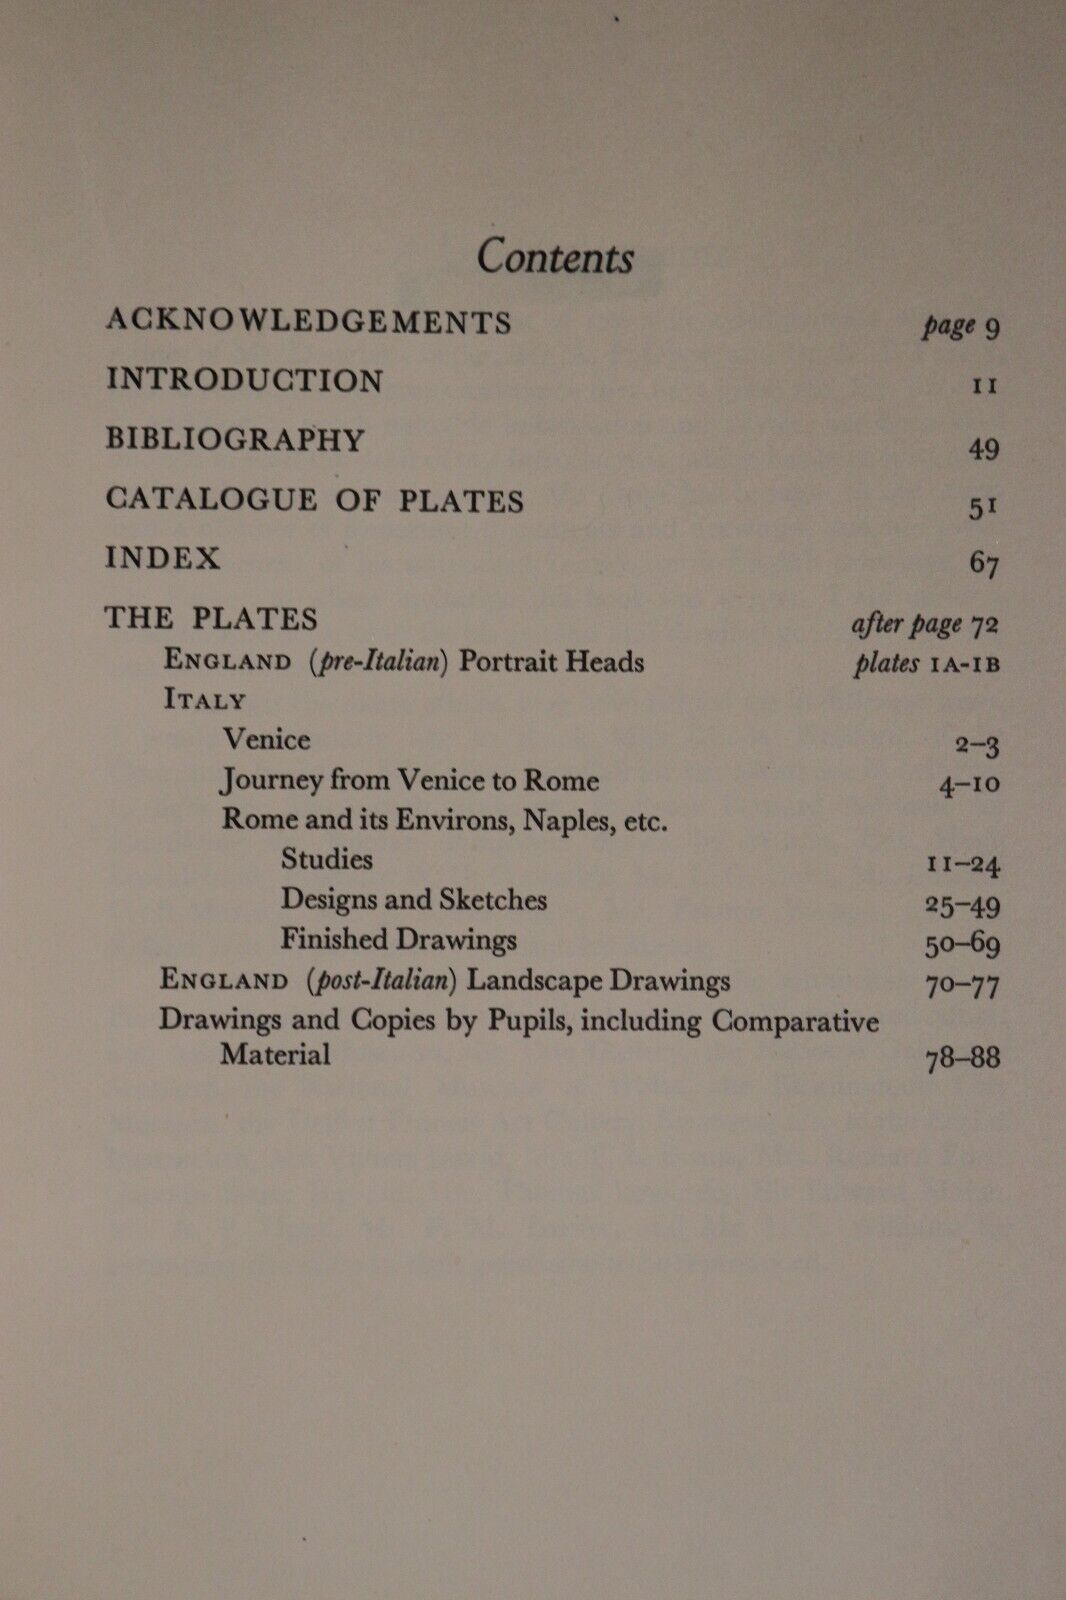 Contents
ACKNOWLEDGEMENTS page 9
INTRODUCTION 11
BIBLIOGRAPHY 49
CATALOGUE OF PLATES 51
INDEX 67
THE PLATES after page 72
ENGLAND (pre-Italian) Portrait Heads plates 1A-1B
ITALY
Venice 2–3
Journey from Venice to Rome 4–10
Rome and its Environs, Naples, etc.
Studies 11–24
Designs and Sketches 25–49
Finished Drawings 50–69
ENGLAND (post-Italian) Landscape Drawings 70–77
Drawings and Copies by Pupils, including Comparative
Material 78–88